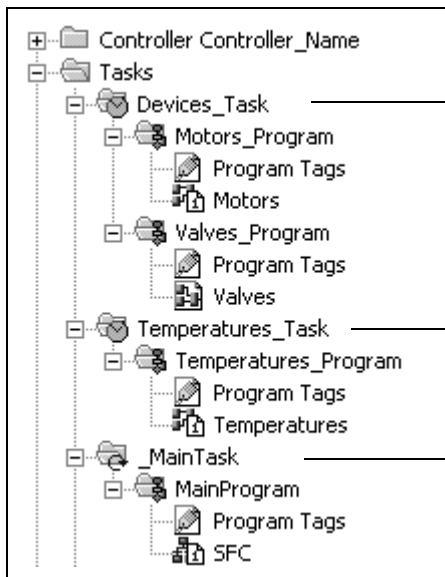 Controller Controller_Name
Tasks
Devices_Task
Motors_Program
Program Tags
Motors
Valves_Program
Program Tags
Valves
Temperatures_Task
Temperatures_Program
Program Tags
Temperatures
_MainTask
MainProgram
Program Tags
SFC